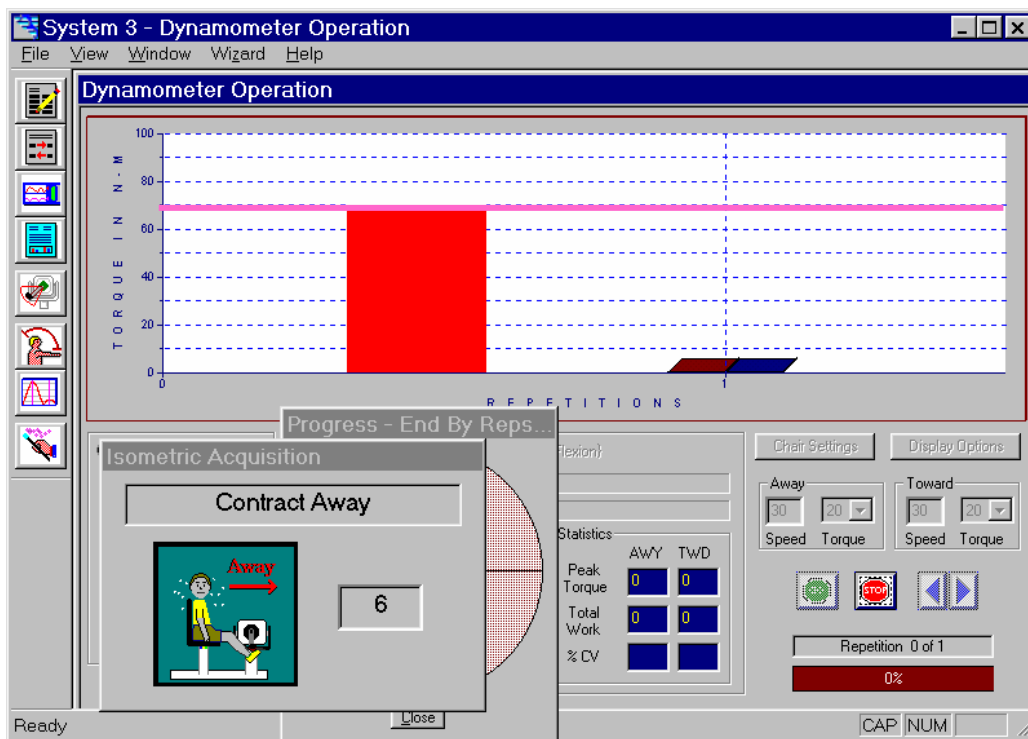 System 3 - Dynamometer Operation
File View Window Wizard Help
Dynamometer Operation
TORQUE IN N-M
100
80
60
40
20
0
0 1
REPETITIONS
Progress - End By Reps...
Isometric Acquisition
Contract Away
Away
6
Close
Flexion}
Statistics
AWY TWD
Peak Torque 0 0
Total Work 0 0
% CV
Chair Settings Display Options
Away Toward
30 20 30 20
Speed Torque Speed Torque
GO STOP
Repetition 0 of 1
0%
Ready CAP NUM